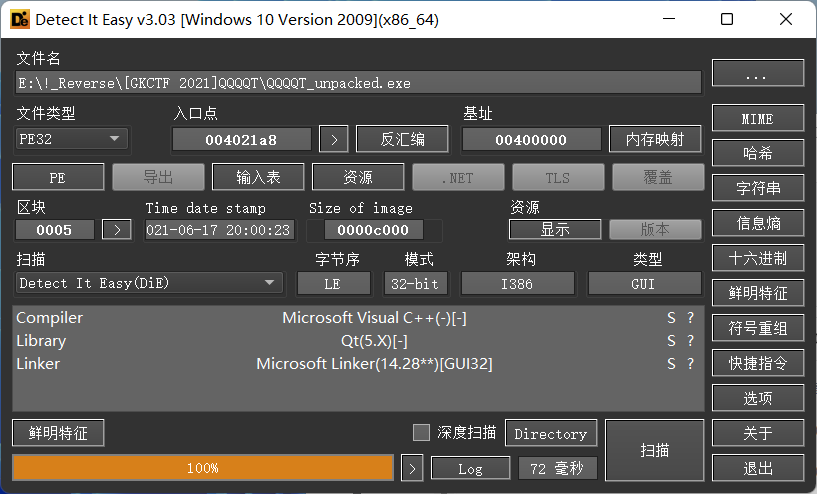 Detect It Easy v3.03 [Windows 10 Version 2009](x86_64)
文件名
E:\!_Reverse\[GKCTF 2021]QQQQT\QQQQT_unpacked.exe
...
文件类型 入口点 基址
PE32 004021a8 > 反汇编 00400000 内存映射
MIME
哈希
PE 导出 输入表 资源 .NET TLS 覆盖
字符串
区块 Time date stamp Size of image 资源
0005 > 021-06-17 20:00:23 0000c000 显示 版本
信息熵
扫描 字节序 模式 架构 类型
十六进制
Detect It Easy(DiE) LE 32-bit I386 GUI
鲜明特征
Compiler Microsoft Visual C++(-)[-] S ?
符号重组
Library Qt(5.X)[-] S ?
Linker Microsoft Linker(14.28**)[GUI32] S ?
快捷指令
选项
鲜明特征 深度扫描 Directory 扫描
关于
100% > Log 72 毫秒
退出